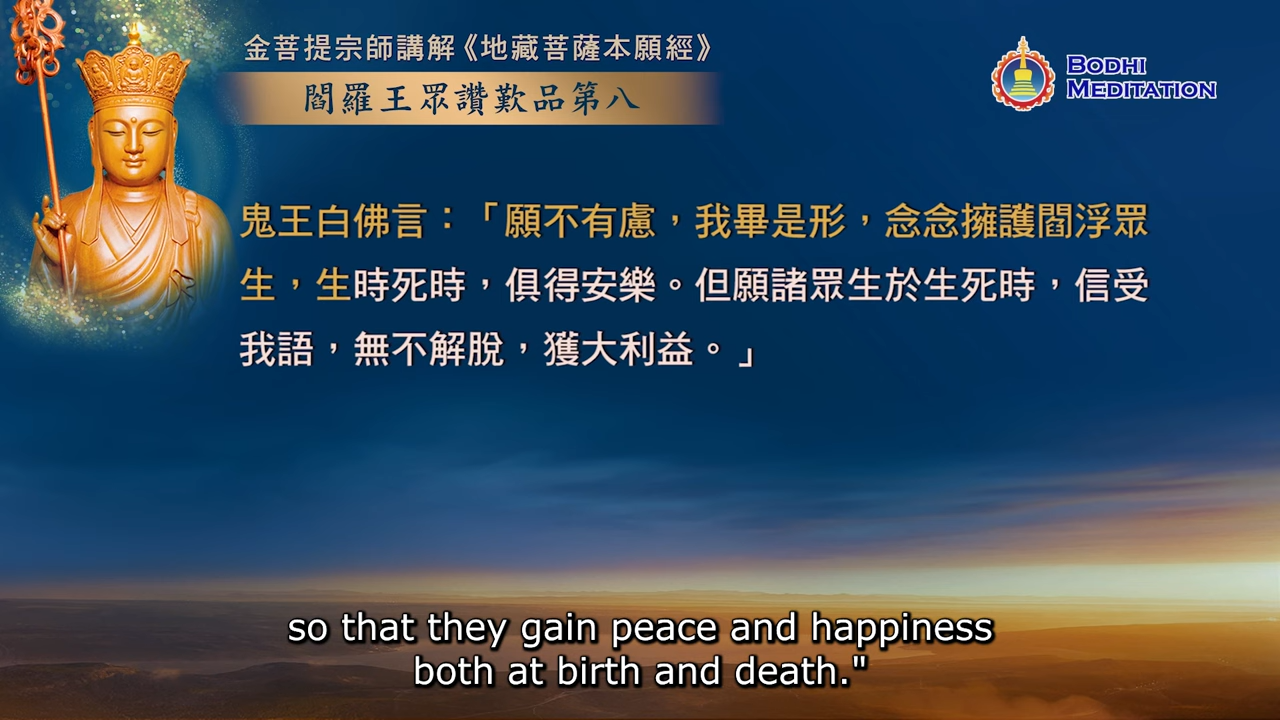 金菩提宗師講解《地藏菩薩本願經》
閻羅王眾讚歎品第八
BODHI
MEDITATION
鬼王白佛言：「願不有慮，我畢是形，念念擁護閻浮眾
生，生時死時，俱得安樂。但願諸眾生於生死時，信受
我語，無不解脫，獲大利益。」
so that they gain peace and happiness
both at birth and death."